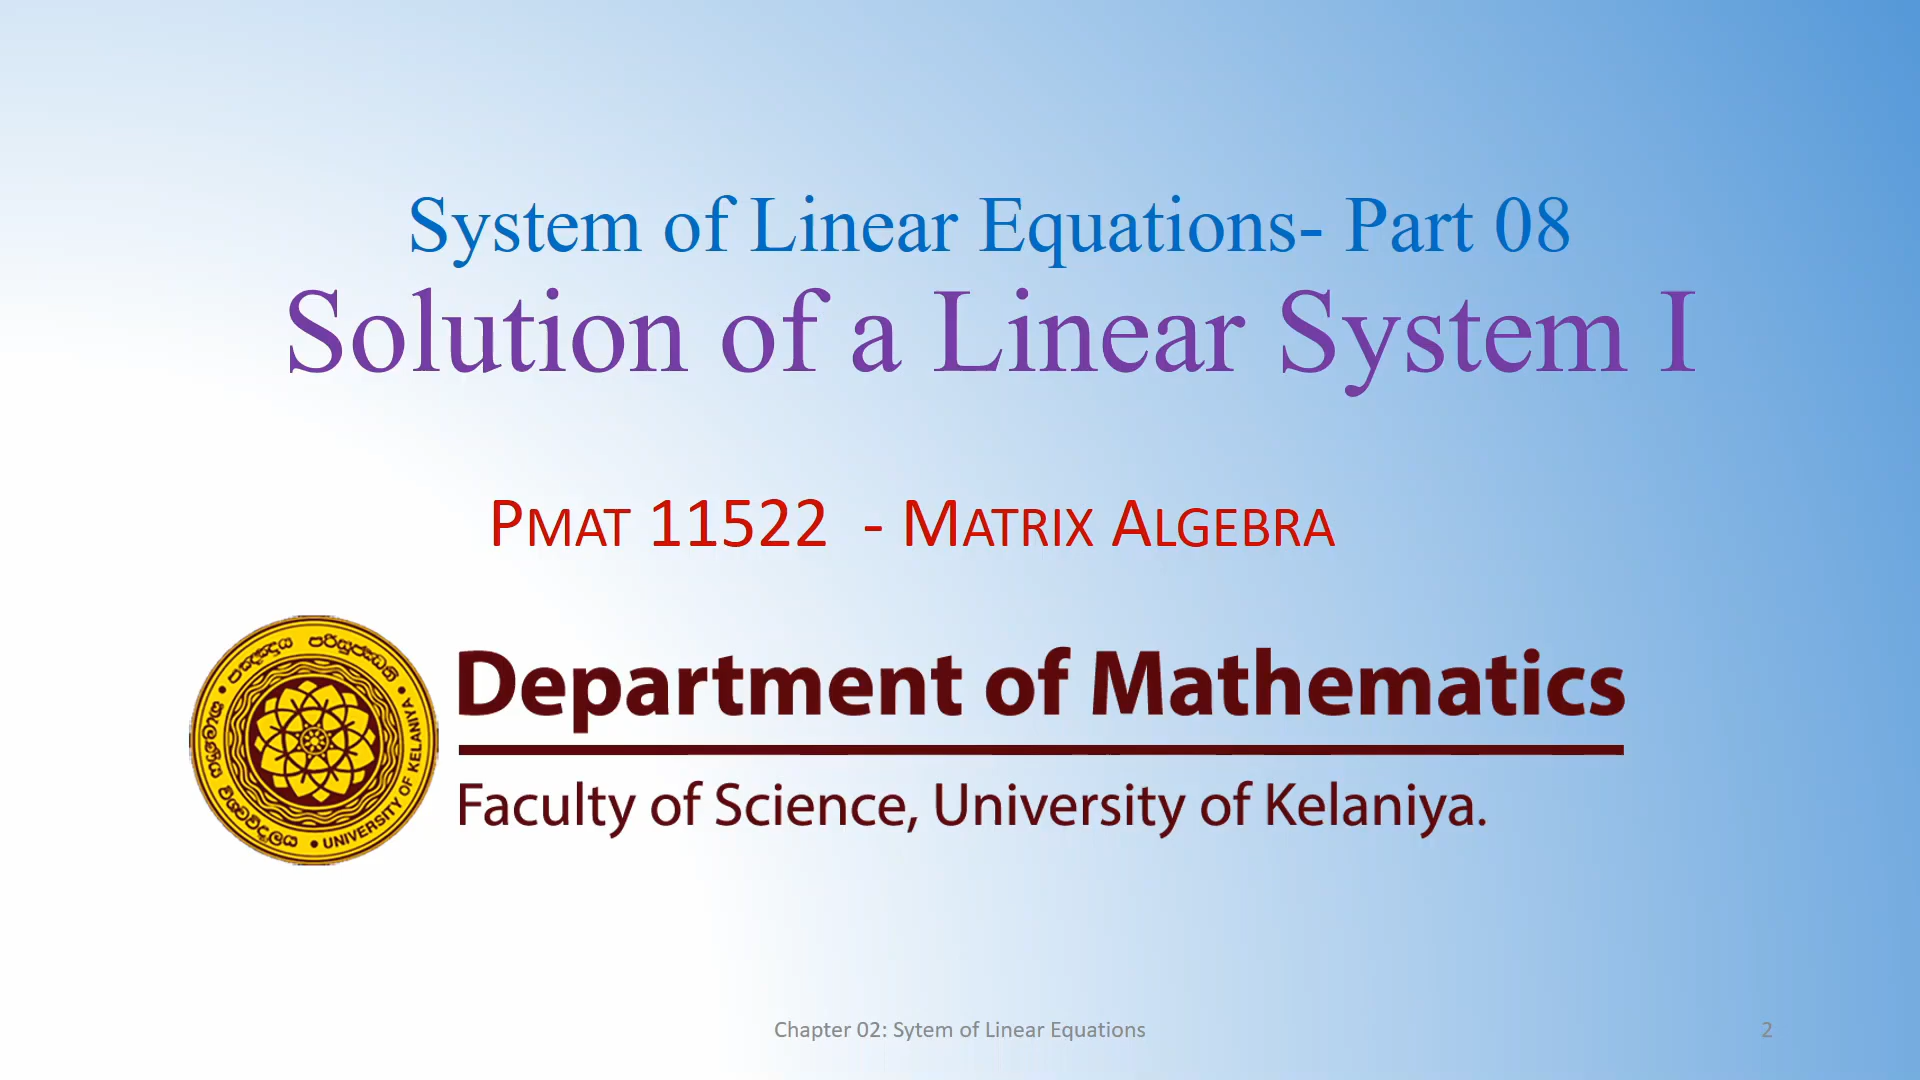 System of Linear Equations- Part 08
Solution of a Linear System I
PMAT 11522 - MATRIX ALGEBRA
Department of Mathematics
Faculty of Science, University of Kelaniya.
UNIVERSITY OF KELANIYA
Chapter 02: Sytem of Linear Equations
2